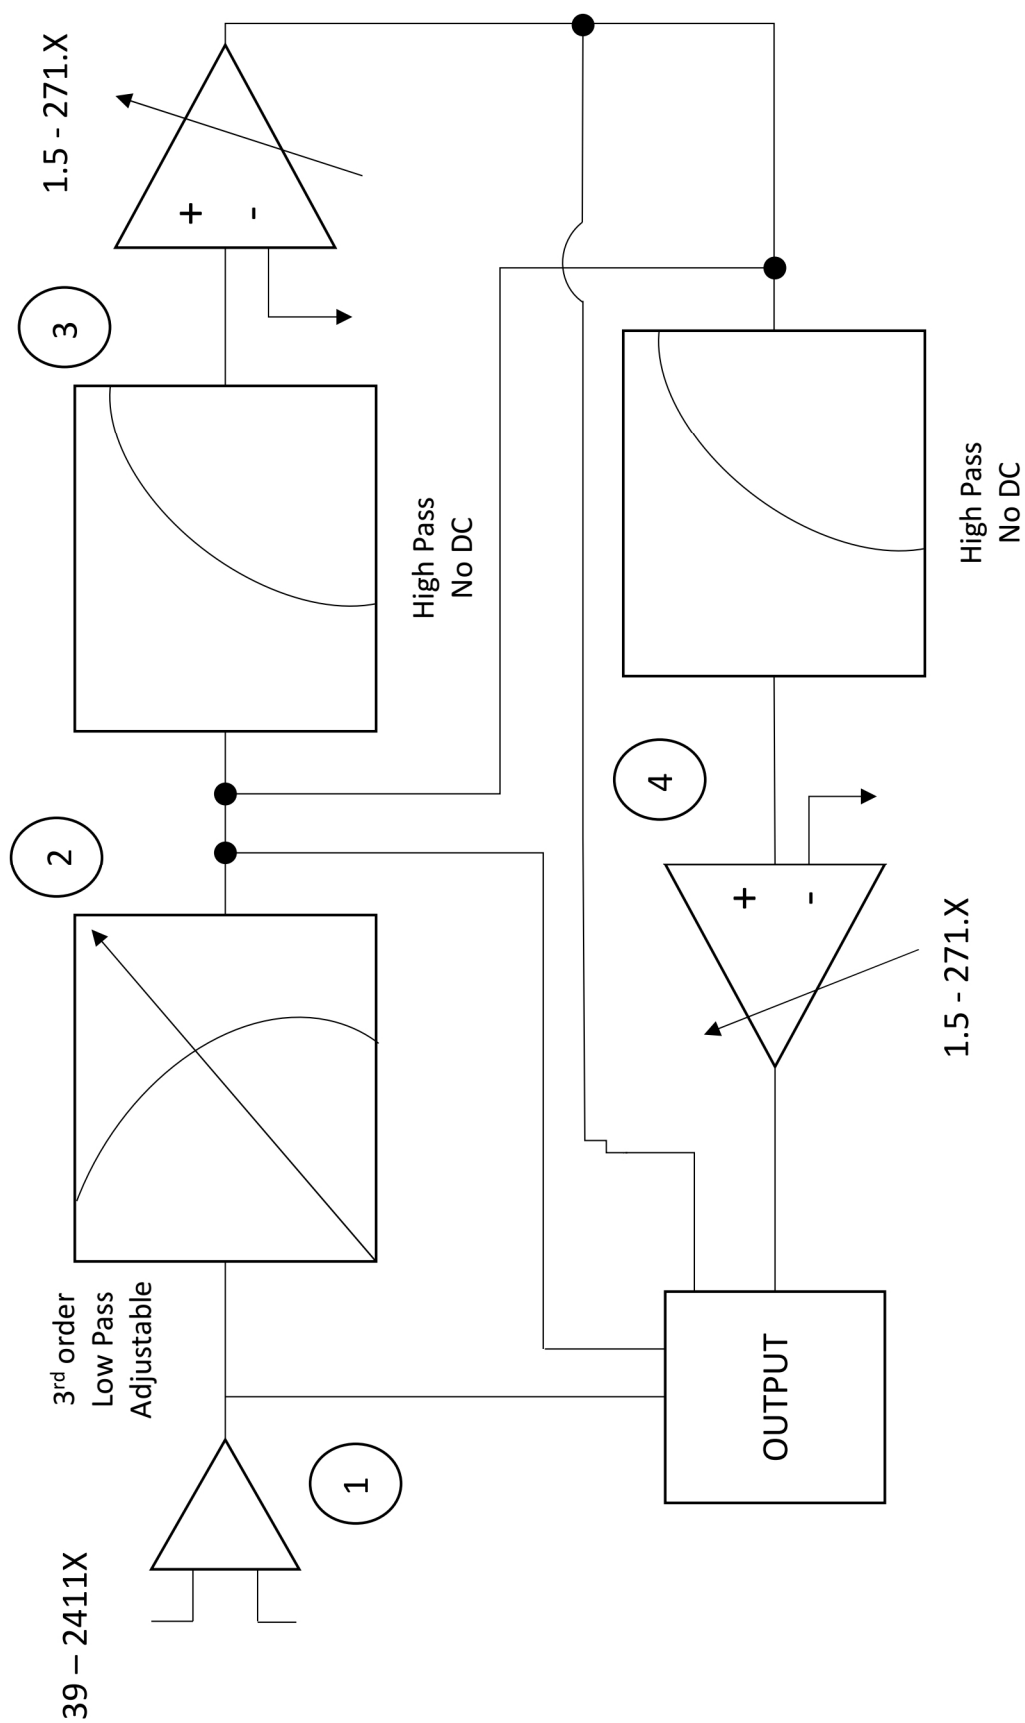 39 – 2411X
1
3rd order
Low Pass
Adjustable
2
High Pass
No DC
3
+
-
1.5 - 271.X
OUTPUT
1.5 - 271.X
+
-
4
High Pass
No DC